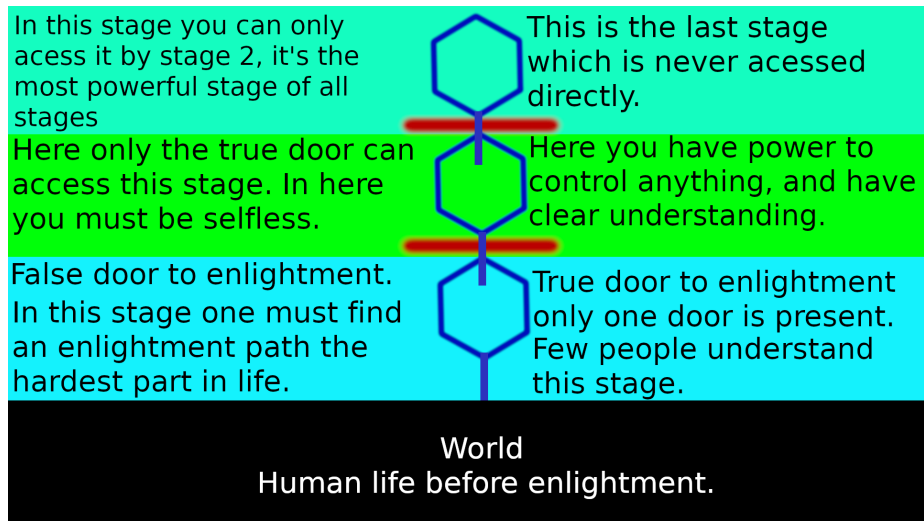 In this stage you can only
acess it by stage 2, it's the
most powerful stage of all
stages
This is the last stage
which is never acessed
directly.
Here only the true door can
access this stage. In here
you must be selfless.
Here you have power to
control anything, and have
clear understanding.
False door to enlightment.
In this stage one must find
an enlightment path the
hardest part in life.
True door to enlightment
only one door is present.
Few people understand
this stage.
World
Human life before enlightment.